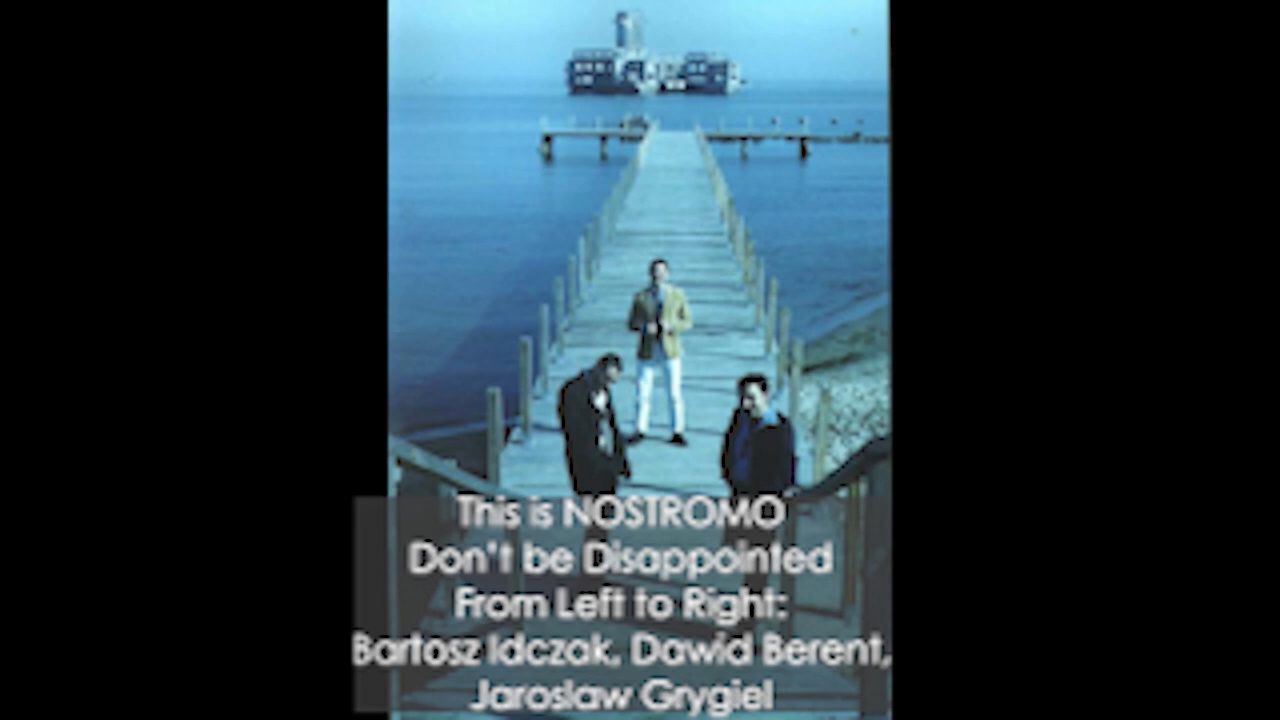 This is NOSTROMO
Don't be Disappointed
From Left to Right:
Bartosz Idczak, Dawid Berent,
Jaroslaw Grygiel